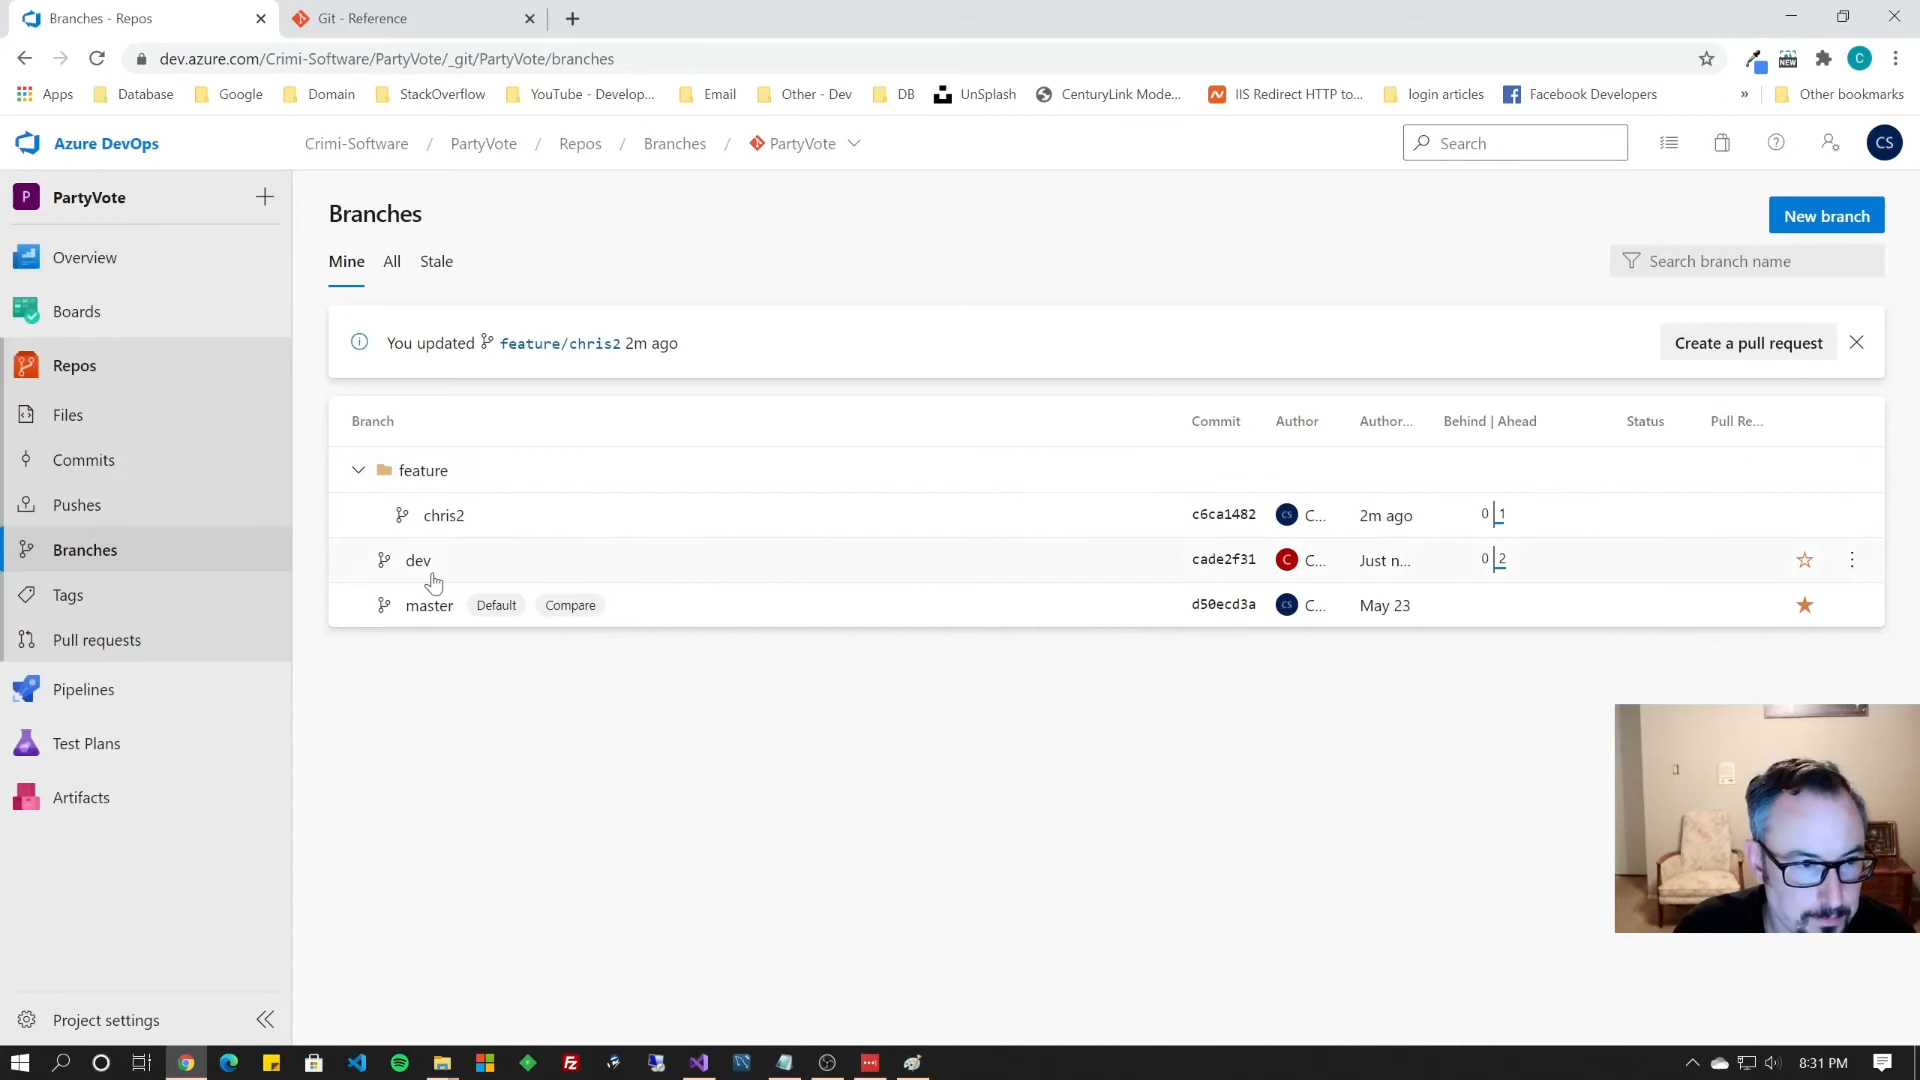 Branches - Repos
Git - Reference
dev.azure.com/Crimi-Software/PartyVote/_git/PartyVote/branches
NEW
C
Apps
Database
Google
Domain
StackOverflow
YouTube - Develop...
Email
Other - Dev
DB
UnSplash
CenturyLink Mode...
IIS Redirect HTTP to...
login articles
Facebook Developers
»
Other bookmarks
Azure DevOps
Crimi-Software / PartyVote / Repos / Branches / PartyVote
Search
CS
P PartyVote
Overview
Boards
Repos
Files
Commits
Pushes
Branches
Tags
Pull requests
Pipelines
Test Plans
Artifacts
Project settings
Branches
New branch
Mine All Stale
Search branch name
You updated feature/chris2 2m ago
Create a pull request
Branch Commit Author Author... Behind | Ahead Status Pull Re...
feature
chris2 c6ca1482 CS C... 2m ago 0 1
dev cade2f31 C C... Just n... 0 2
master Default Compare d50ecd3a CS C... May 23
8:31 PM